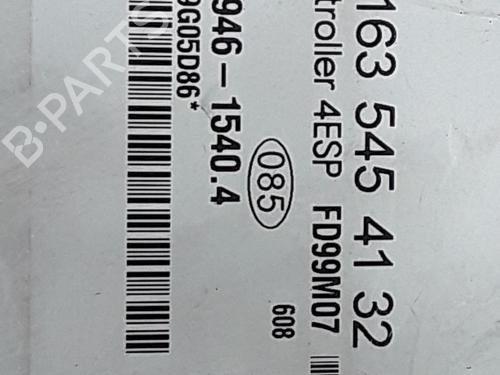 163 545 41 32
troller 4ESP FD99M07
608
946-1540.4
085
9G05D86*
B-PARTS